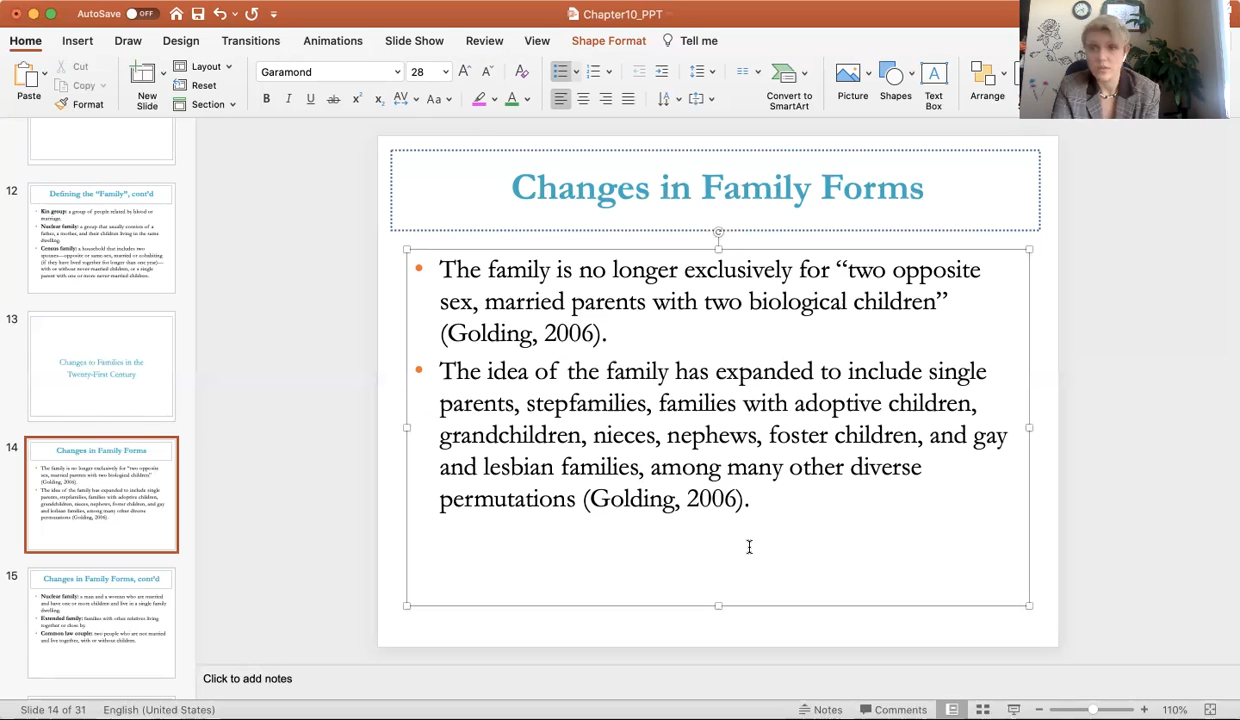 AutoSave OFF
Chapter10_PPT
Home Insert Draw Design Transitions Animations Slide Show Review View Shape Format Tell me
Paste
Cut
Copy
Format
New
Slide
Layout
Reset
Section
Garamond
28
Convert to
SmartArt
Picture
Shapes
Text
Box
Arrange
12
Defining the “Family”, cont’d
Kin group: a group of people related by blood or
marriage.
Nuclear family: a group that usually consists of a
father, a mother, and their children living in the same
dwelling.
Census family: a household that includes two
spouses—opposite or same-sex, married or cohabiting
(if they have lived together for longer than one year)—
with or without never-married children, or a single
parent with one or more never married children.
13
Changes to Families in the
Twenty-First Century
14
Changes in Family Forms
The family is no longer exclusively for “two opposite
sex, married parents with two biological children”
(Golding, 2006).
The idea of the family has expanded to include single
parents, stepfamilies, families with adoptive children,
grandchildren, nieces, nephews, foster children, and gay
and lesbian families, among many other diverse
permutations (Golding, 2006).
15
Changes in Family Forms, cont’d
Nuclear family: a man and a woman who are married
and have one or more children and live in a single family
dwelling.
Extended family: families with other relatives living
together or close by.
Common law couple: two people who are not married
and live together, with or without children.
Changes in Family Forms
• The family is no longer exclusively for “two opposite
sex, married parents with two biological children”
(Golding, 2006).
• The idea of the family has expanded to include single
parents, stepfamilies, families with adoptive children,
grandchildren, nieces, nephews, foster children, and gay
and lesbian families, among many other diverse
permutations (Golding, 2006).
Click to add notes
Slide 14 of 31 English (United States) Notes Comments 110%